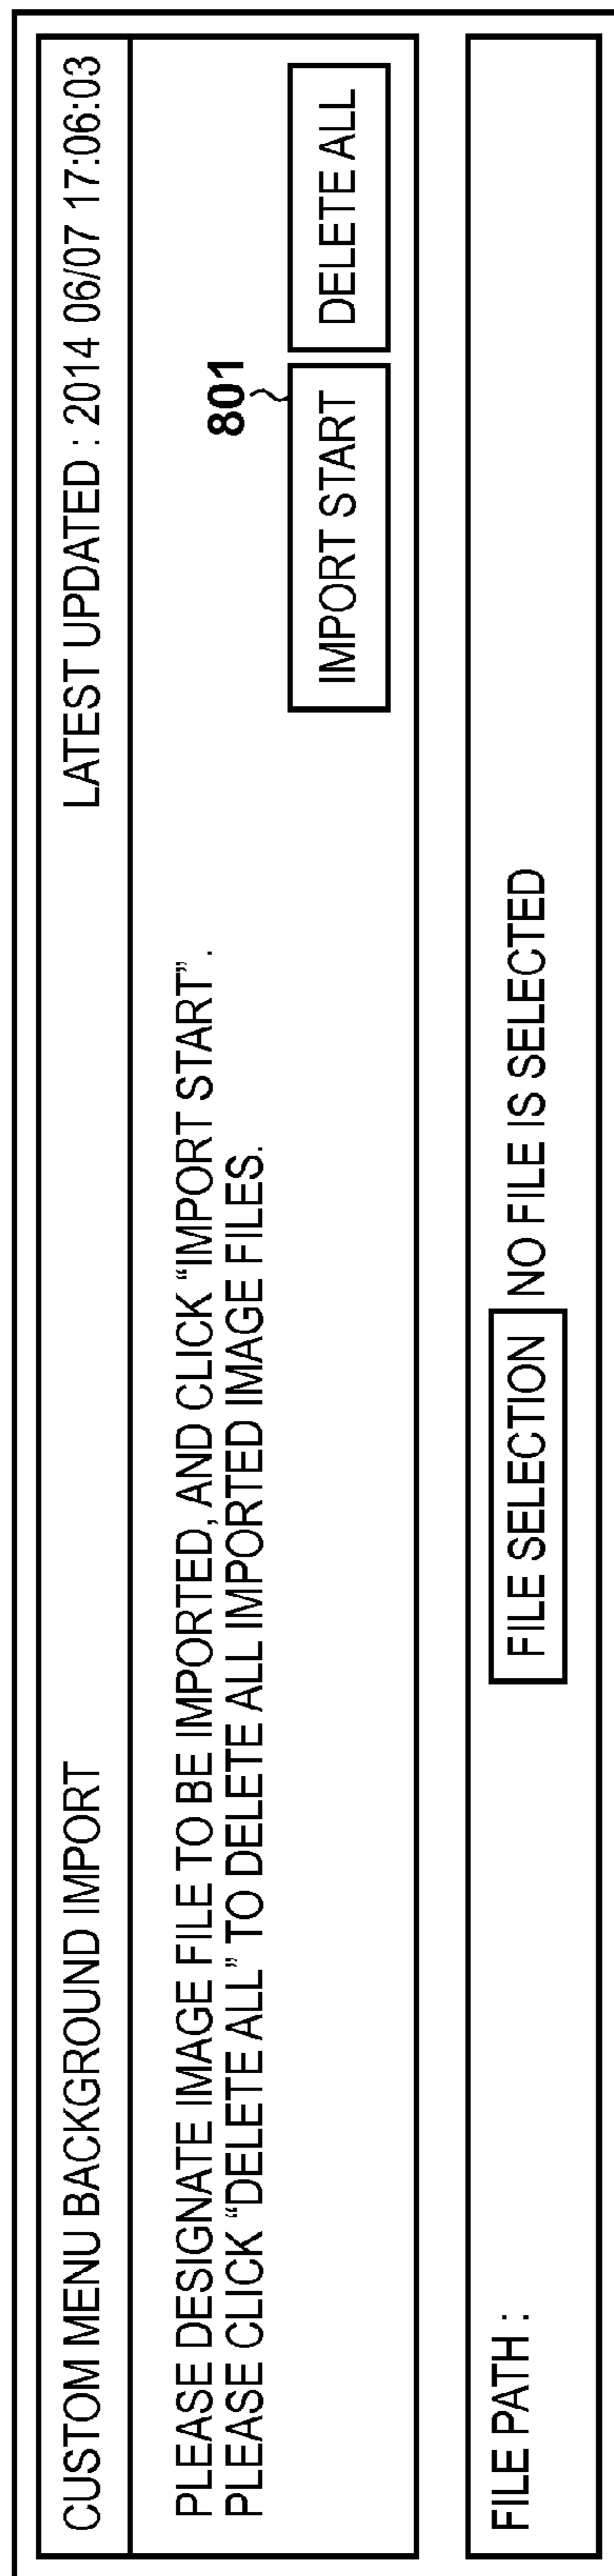 CUSTOM MENU BACKGROUND IMPORT LATEST UPDATED : 2014 06/07 17:06:03
PLEASE DESIGNATE IMAGE FILE TO BE IMPORTED, AND CLICK “IMPORT START” .
PLEASE CLICK “DELETE ALL” TO DELETE ALL IMPORTED IMAGE FILES.
801
IMPORT START DELETE ALL
FILE PATH : FILE SELECTION NO FILE IS SELECTED